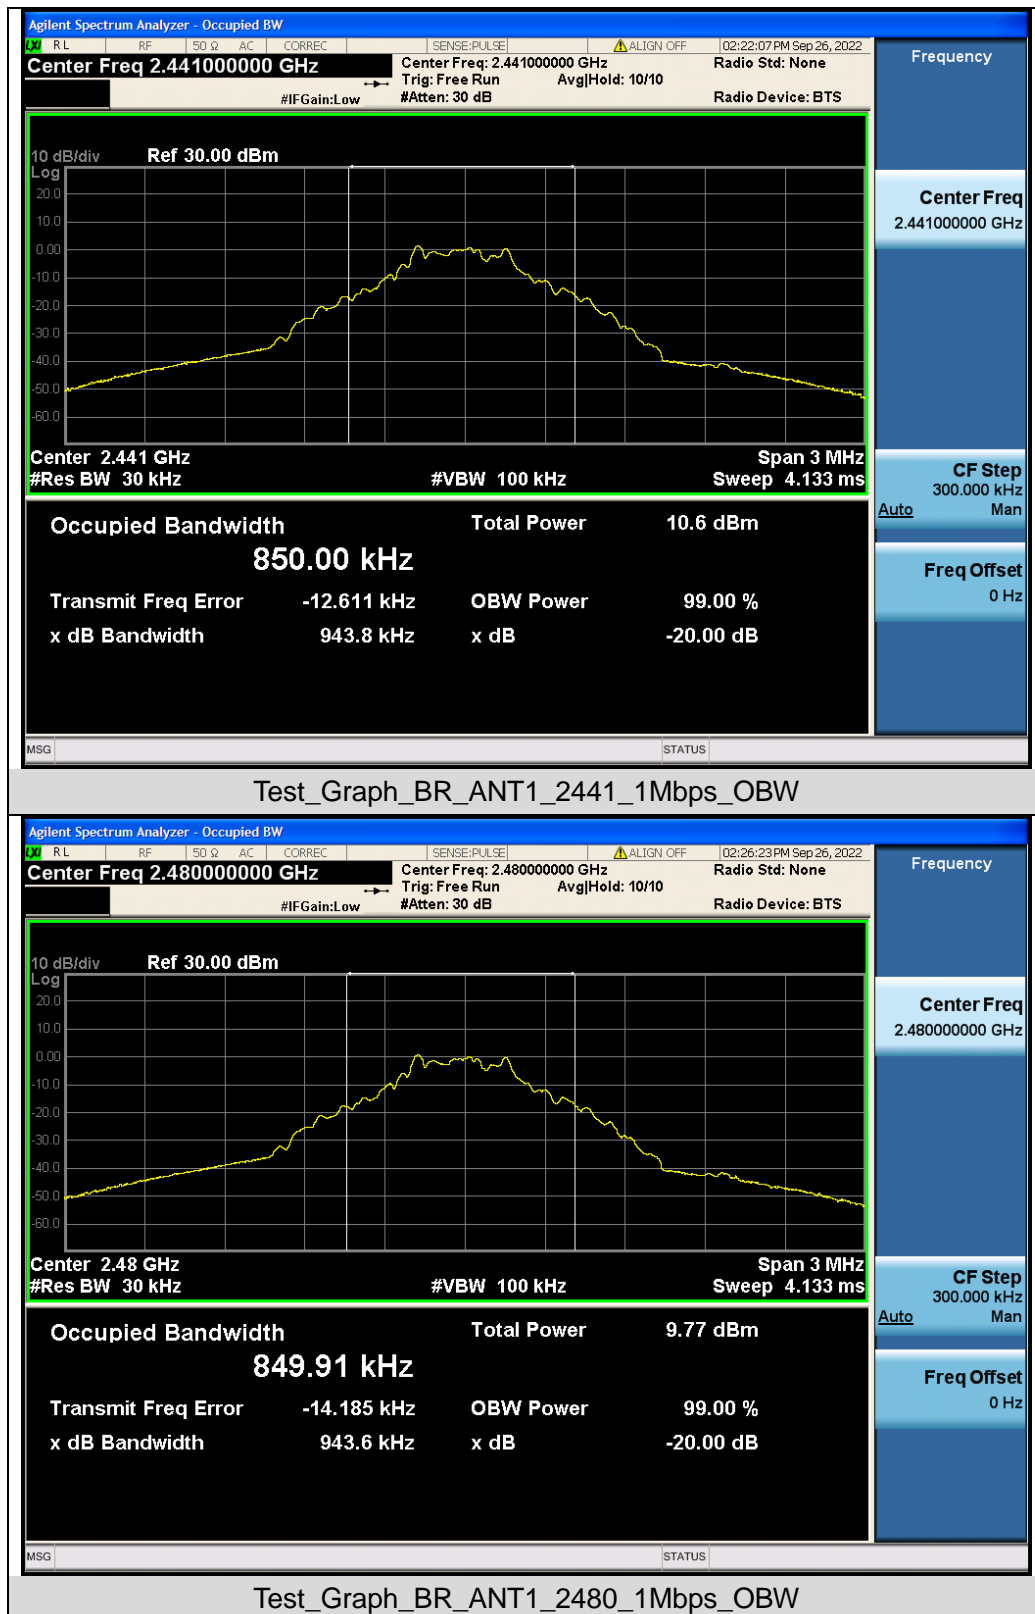 Agilent Spectrum Analyzer - Occupied BW
LXI RL RF 50 Ω AC CORREC SENSE:PULSE ALIGN OFF 02:22:07 PM Sep 26, 2022
Center Freq 2.441000000 GHz
Center Freq: 2.441000000 GHz
Radio Std: None
Trig: Free Run Avg|Hold: 10/10
#IFGain:Low #Atten: 30 dB Radio Device: BTS
Frequency
10 dB/div Ref 30.00 dBm
Log
20.0
10.0
0.00
-10.0
-20.0
-30.0
-40.0
-50.0
-60.0
Center Freq
2.441000000 GHz
Center 2.441 GHz Span 3 MHz
#Res BW 30 kHz #VBW 100 kHz Sweep 4.133 ms
CF Step
300.000 kHz
Auto Man
Occupied Bandwidth Total Power 10.6 dBm
850.00 kHz
Transmit Freq Error -12.611 kHz OBW Power 99.00 %
x dB Bandwidth 943.8 kHz x dB -20.00 dB
Freq Offset
0 Hz
MSG STATUS
Test_Graph_BR_ANT1_2441_1Mbps_OBW
Agilent Spectrum Analyzer - Occupied BW
LXI RL RF 50 Ω AC CORREC SENSE:PULSE ALIGN OFF 02:26:23 PM Sep 26, 2022
Center Freq 2.480000000 GHz
Center Freq: 2.480000000 GHz
Radio Std: None
Trig: Free Run Avg|Hold: 10/10
#IFGain:Low #Atten: 30 dB Radio Device: BTS
Frequency
10 dB/div Ref 30.00 dBm
Log
20.0
10.0
0.00
-10.0
-20.0
-30.0
-40.0
-50.0
-60.0
Center Freq
2.480000000 GHz
Center 2.48 GHz Span 3 MHz
#Res BW 30 kHz #VBW 100 kHz Sweep 4.133 ms
CF Step
300.000 kHz
Auto Man
Occupied Bandwidth Total Power 9.77 dBm
849.91 kHz
Transmit Freq Error -14.185 kHz OBW Power 99.00 %
x dB Bandwidth 943.6 kHz x dB -20.00 dB
Freq Offset
0 Hz
MSG STATUS
Test_Graph_BR_ANT1_2480_1Mbps_OBW